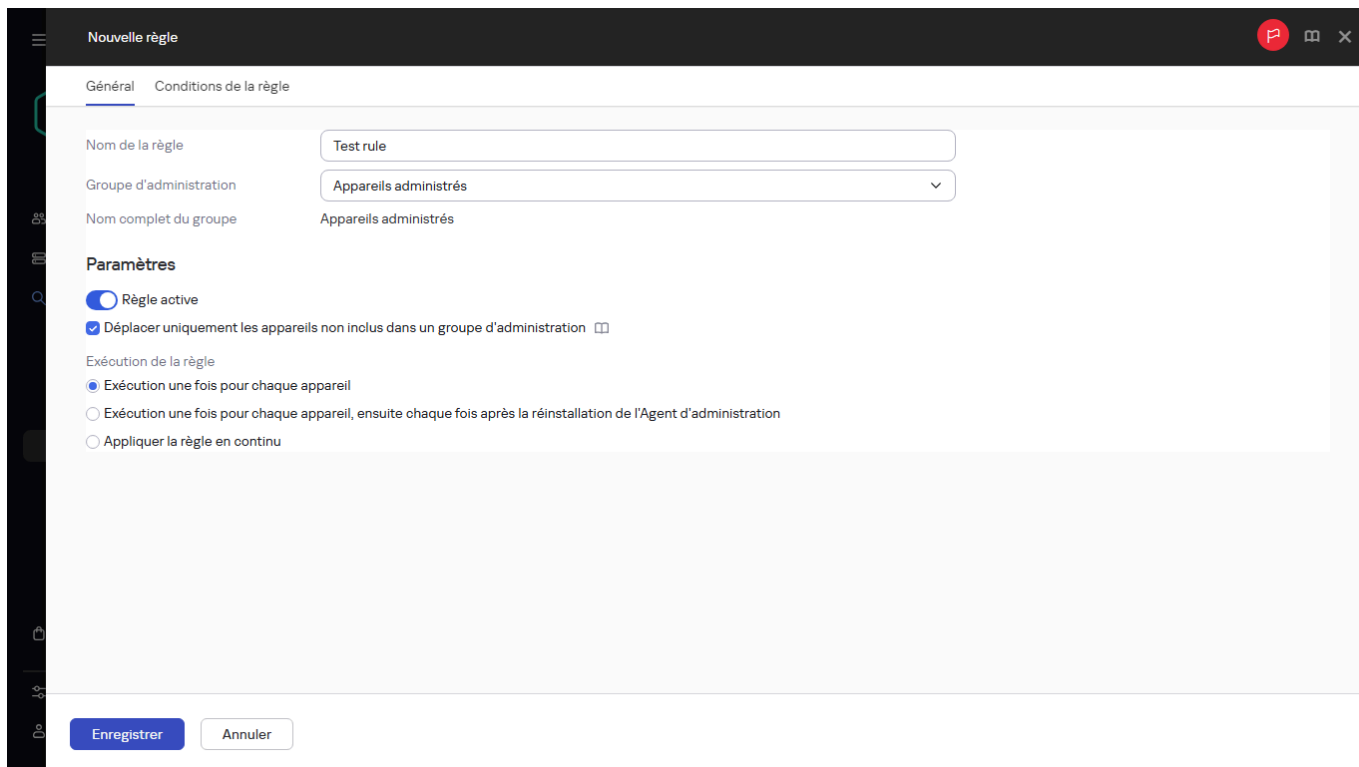 Nouvelle règle
Général Conditions de la règle
Nom de la règle Test rule
Groupe d'administration Appareils administrés
Nom complet du groupe Appareils administrés
Paramètres
Règle active
Déplacer uniquement les appareils non inclus dans un groupe d'administration
Exécution de la règle
Exécution une fois pour chaque appareil
Exécution une fois pour chaque appareil, ensuite chaque fois après la réinstallation de l'Agent d'administration
Appliquer la règle en continu
Enregistrer Annuler